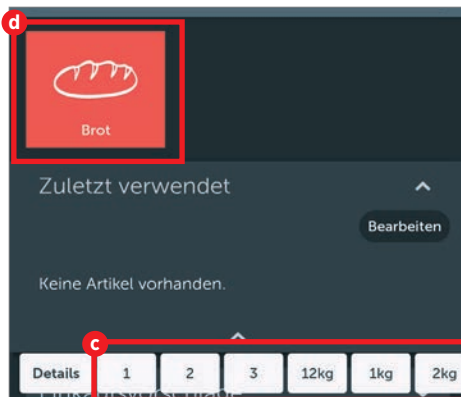 d
Brot
Zuletzt verwendet
Bearbeiten
Keine Artikel vorhanden.
c
Details 1 2 3 12kg 1kg 2kg